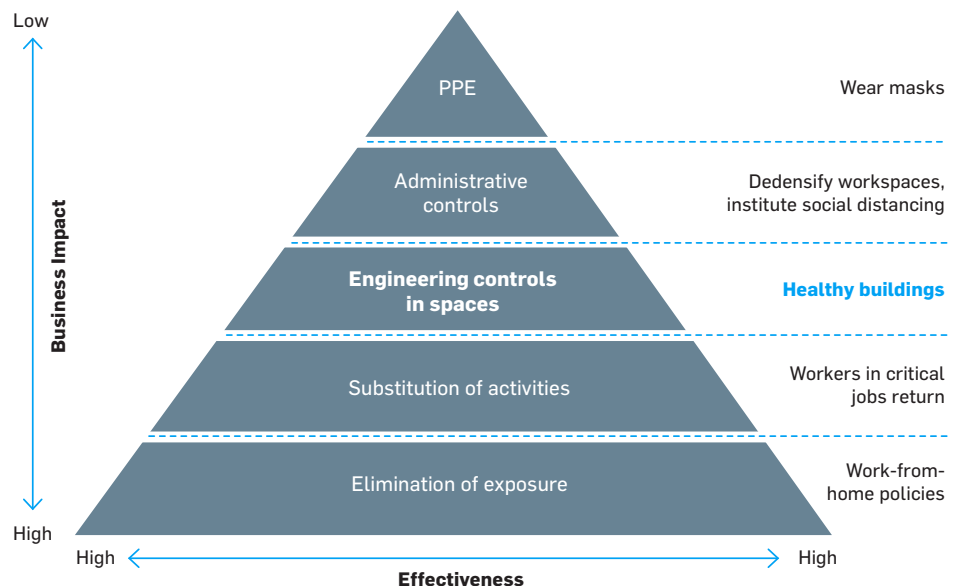 Low
PPE
Wear masks
Administrative
controls
Dedensify workspaces,
institute social distancing
Business Impact
Engineering controls
in spaces
Healthy buildings
Substitution of activities
Workers in critical
jobs return
Elimination of exposure
Work-from-
home policies
High
High
High
Effectiveness